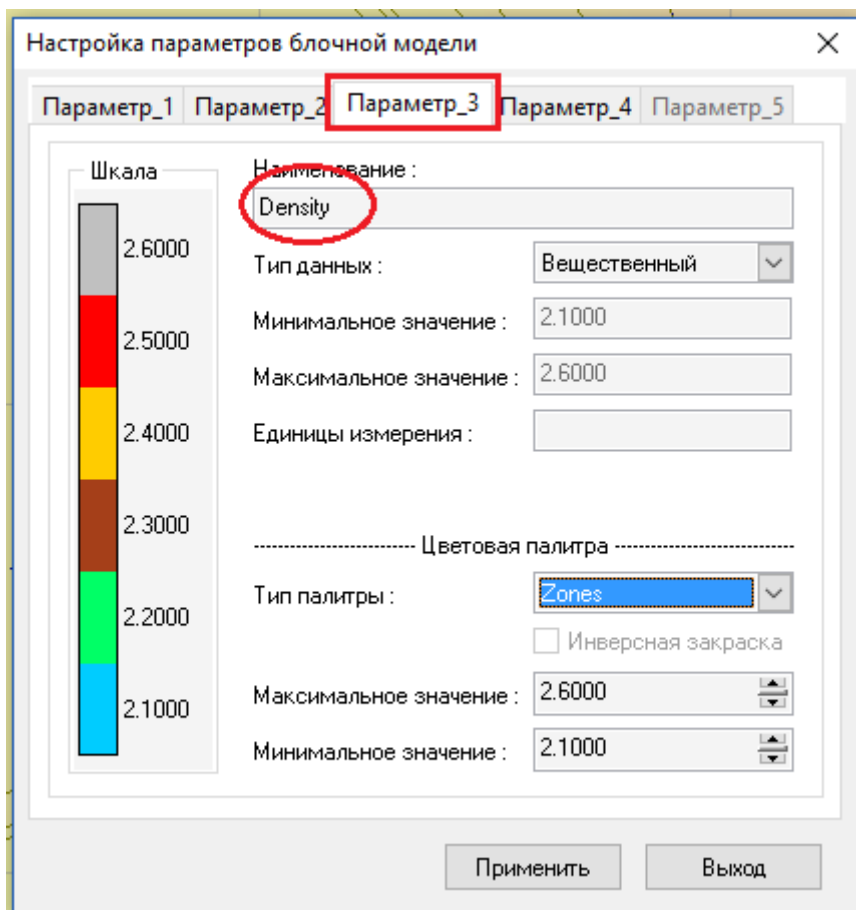 Настройка параметров блочной модели
Параметр_1 Параметр_2 Параметр_3 Параметр_4 Параметр_5
Шкала
2.6000
2.5000
2.4000
2.3000
2.2000
2.1000
Наименование :
Density
Тип данных : Вещественный
Минимальное значение : 2.1000
Максимальное значение : 2.6000
Единицы измерения :
Цветовая палитра
Тип палитры : Zones
Инверсная закраска
Максимальное значение : 2.6000
Минимальное значение : 2.1000
Применить Выход